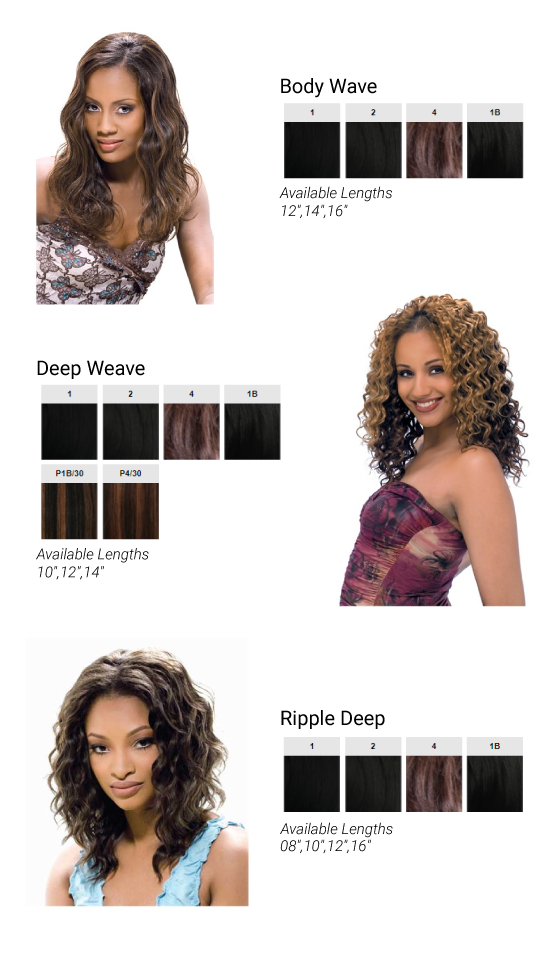 Body Wave
1 2 4 1B
Available Lengths
12",14",16"
Deep Weave
1 2 4 1B
P1B/30 P4/30
Available Lengths
10",12",14"
Ripple Deep
1 2 4 1B
Available Lengths
08",10",12",16"